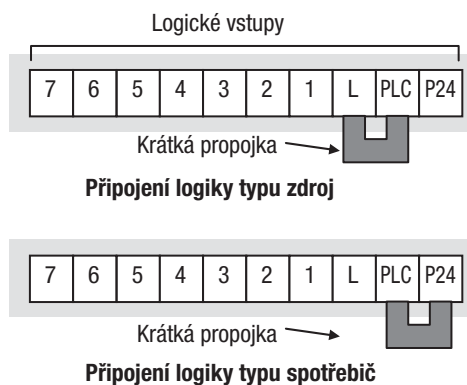 Logické vstupy
7 6 5 4 3 2 1 L PLC P24
Krátká propojka
Připojení logiky typu zdroj
7 6 5 4 3 2 1 L PLC P24
Krátká propojka
Připojení logiky typu spotřebič